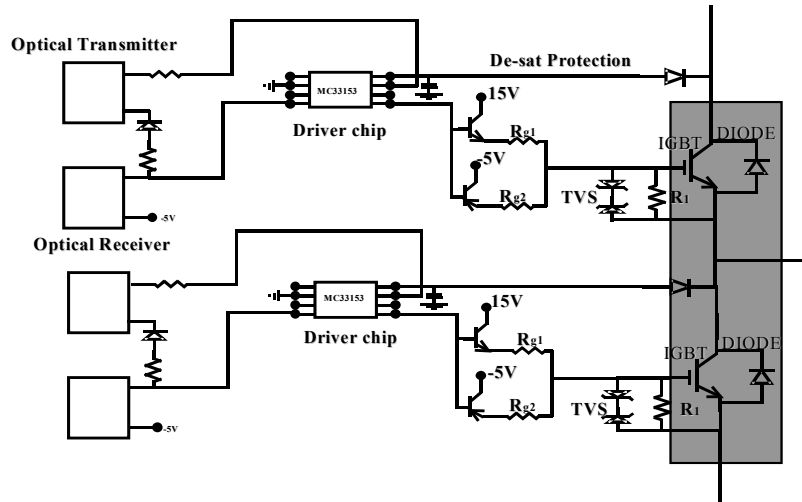 Optical Transmitter
De-sat Protection
MC33153
15V
Driver chip
Rg1
IGBT
DIODE
-5V
Rg2
TVS
R1
-5V
Optical Receiver
MC33153
15V
Driver chip
Rg1
IGBT
DIODE
-5V
Rg2
TVS
R1
-5V